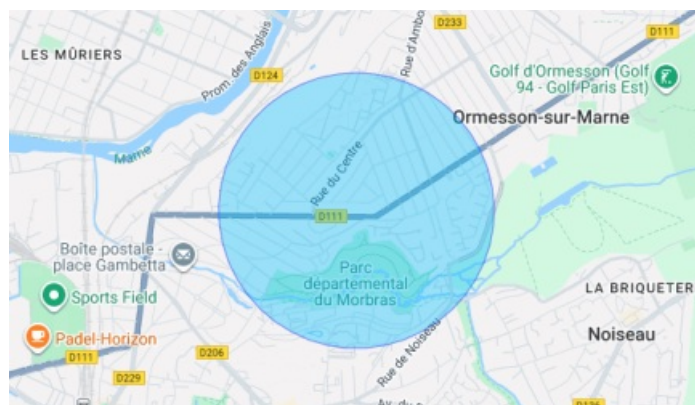 D233
D111
LES MÛRIERS
Prom. des Anglais
Rue d'Ambo
D124
Golf d'Ormesson (Golf
94 - Golf Paris Est)
Ormesson-sur-Marne
Marne
Rue du Centre
D111
Boîte postale -
place Gambetta
Parc
départemental
du Morbras
Sports Field
LA BRIQUETER
Padel-Horizon
Noiseau
D111
D206
Rue de Noiseau
D229